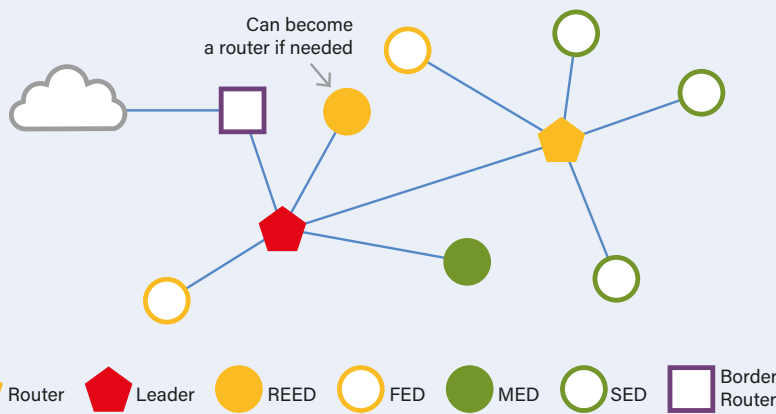 Can become
a router if needed
Router
Leader
REED
FED
MED
SED
Border
Router